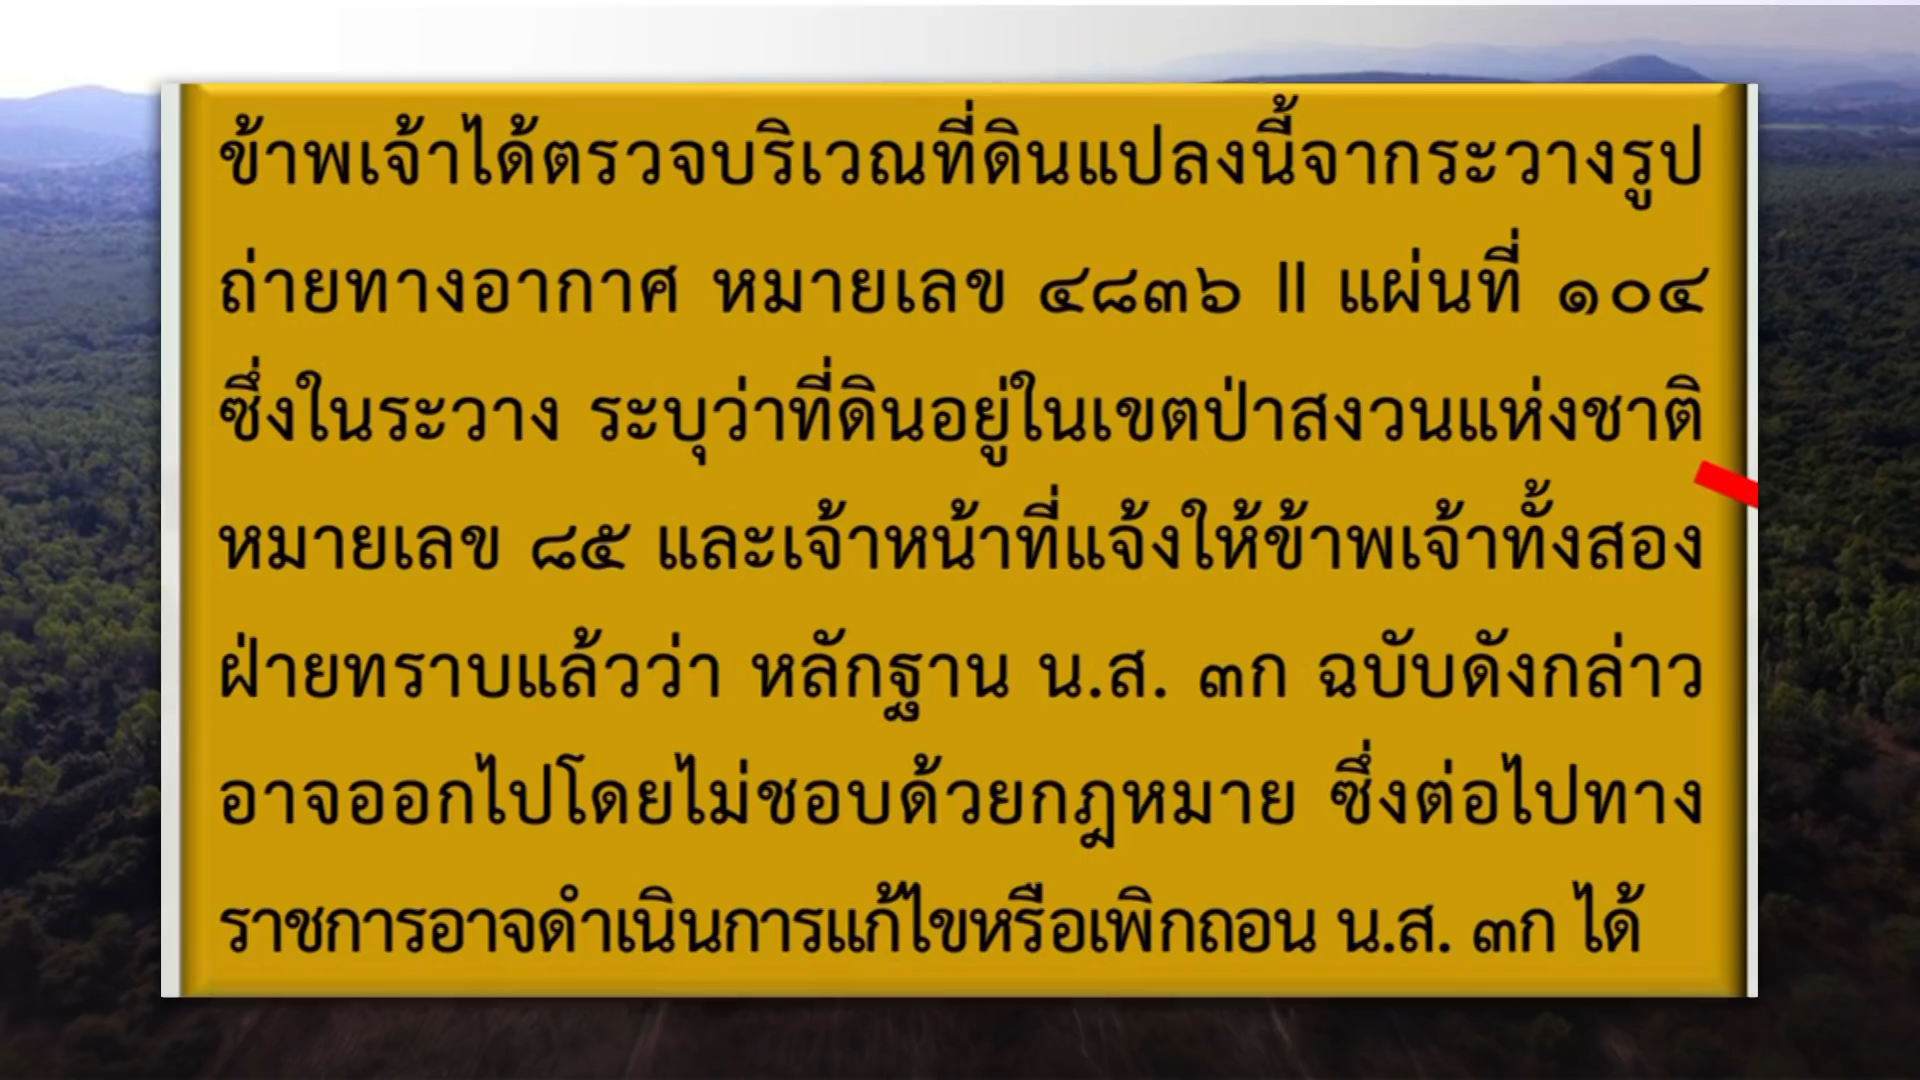 ข้าพเจ้าได้ตรวจบริเวณที่ดินแปลงนี้จากระวางรูป
ถ่ายทางอากาศ หมายเลข ๔๘๓๖ II แผ่นที่ ๑๐๔
ซึ่งในระวาง ระบุว่าที่ดินอยู่ในเขตป่าสงวนแห่งชาติ
หมายเลข ๘๕ และเจ้าหน้าที่แจ้งให้ข้าพเจ้าทั้งสอง
ฝ่ายทราบแล้วว่า หลักฐาน น.ส. ๓ก ฉบับดังกล่าว
อาจออกไปโดยไม่ชอบด้วยกฎหมาย ซึ่งต่อไปทาง
ราชการอาจดำเนินการแก้ไขหรือเพิกถอน น.ส. ๓ก ได้